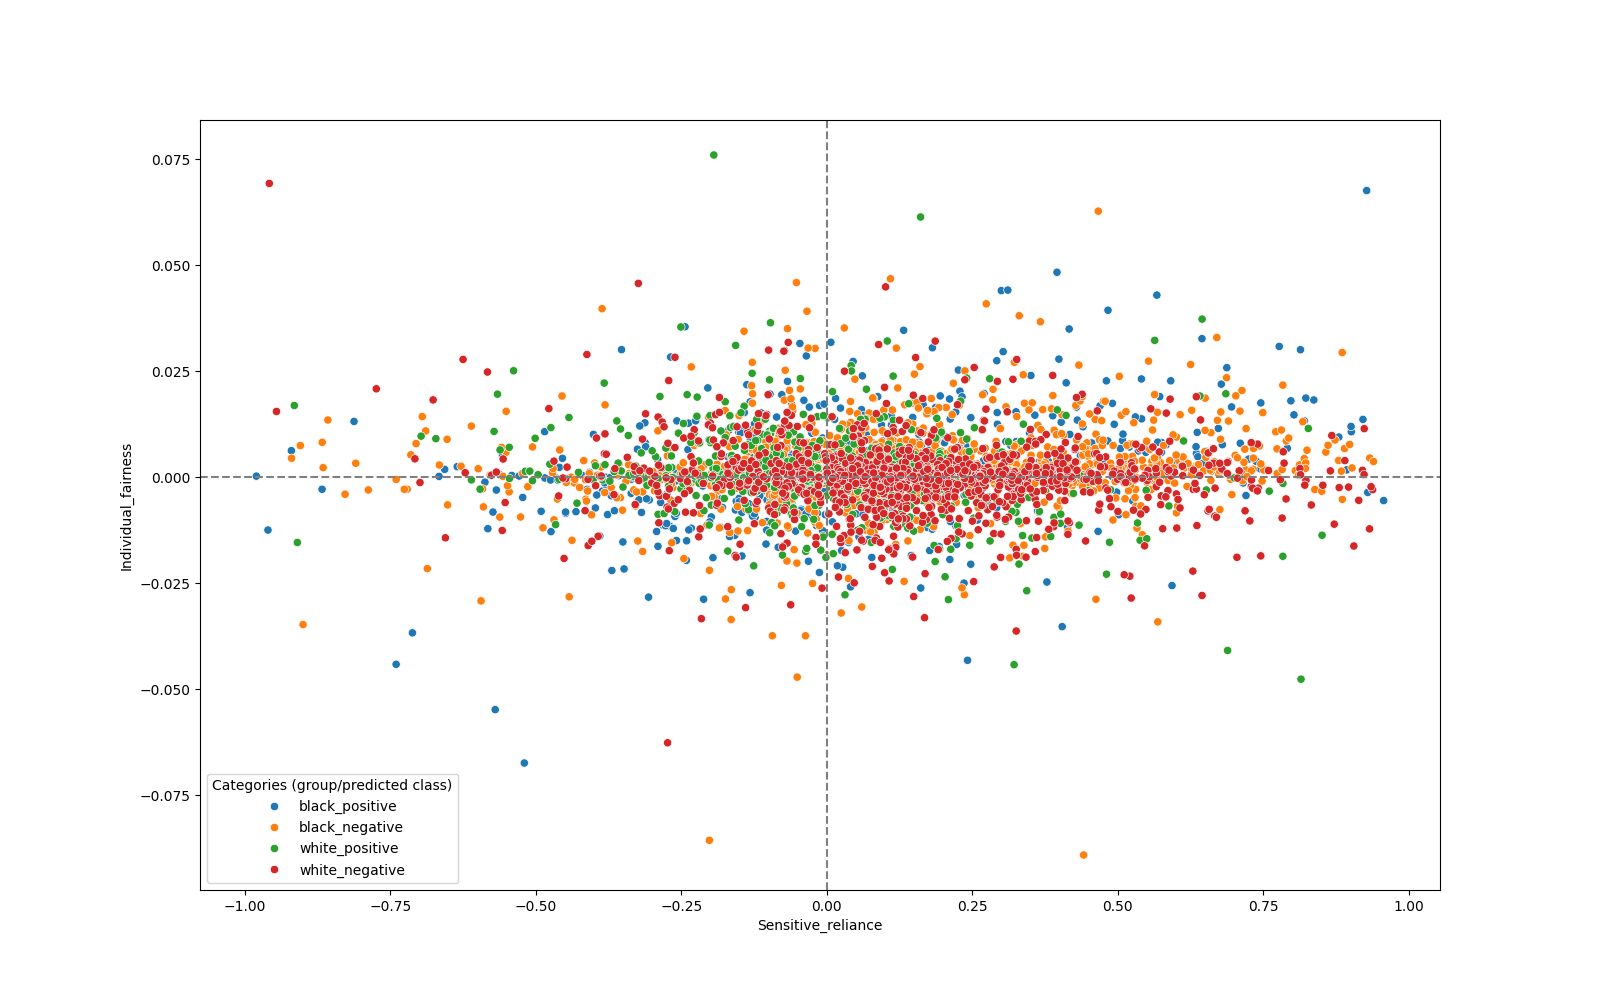 0.075
0.050
0.025
0.000
−0.025
−0.050
−0.075
Individual_fairness
Categories (group/predicted class)
black_positive
black_negative
white_positive
white_negative
−1.00 −0.75 −0.50 −0.25 0.00 0.25 0.50 0.75 1.00
Sensitive_reliance